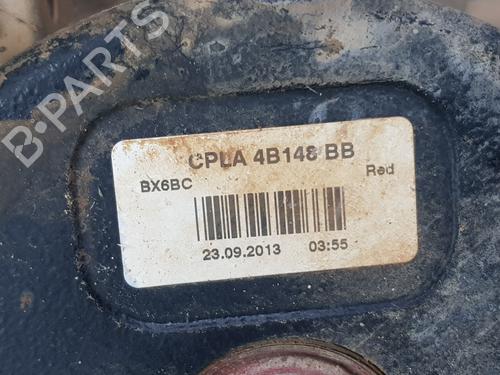 B-PARTS
CPLA 4B148 BB
BX6BC Red
23.09.2013 03:55